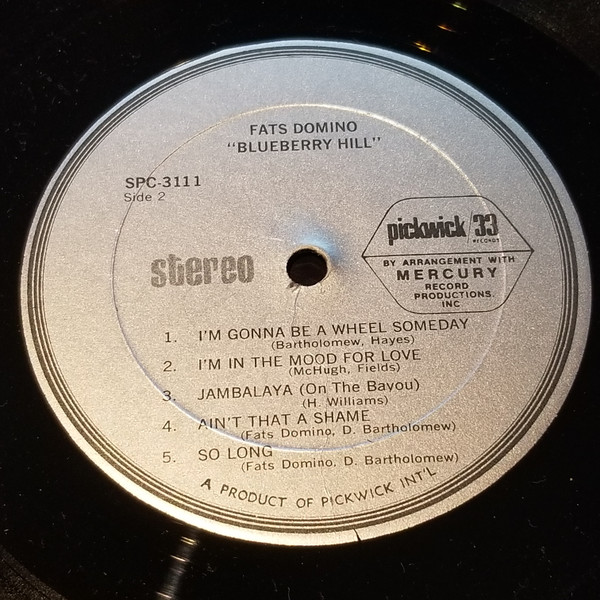 FATS DOMINO
"BLUEBERRY HILL"
SPC-3111
Side 2
pickwick/33
RECORDS
BY ARRANGEMENT WITH
MERCURY
RECORD
PRODUCTIONS.
INC
stereo
1. I'M GONNA BE A WHEEL SOMEDAY
(Bartholomew, Hayes)
2. I'M IN THE MOOD FOR LOVE
(McHugh, Fields)
3. JAMBALAYA (On The Bayou)
(H. Williams)
4. AIN'T THAT A SHAME
(Fats Domino, D. Bartholomew)
5. SO LONG
(Fats Domino, D. Bartholomew)
A PRODUCT OF PICKWICK INT'L